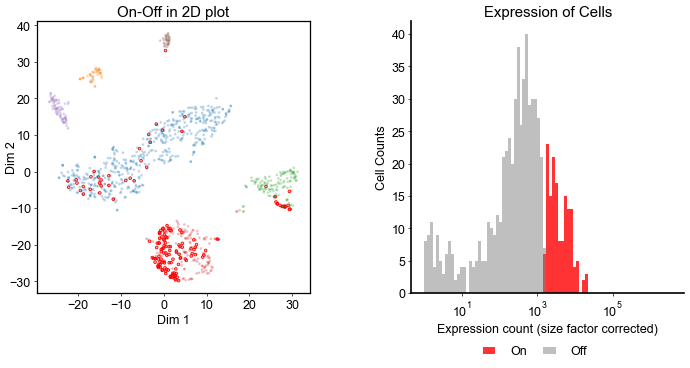 On-Off in 2D plot
40
30
20
10
0
−10
−20
−30
Dim 2
−20 −10 0 10 20 30
Dim 1
Expression of Cells
40
35
30
25
20
15
10
5
0
Cell Counts
10^1 10^3 10^5
Expression count (size factor corrected)
On Off